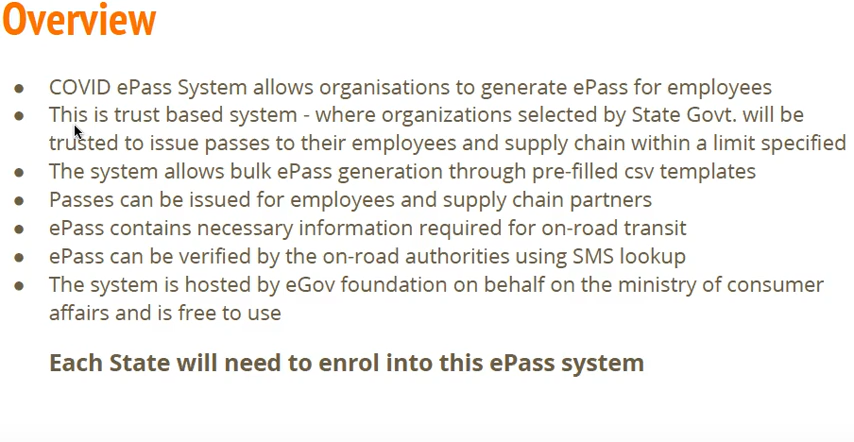 Overview
● COVID ePass System allows organisations to generate ePass for employees
● This is trust based system - where organizations selected by State Govt. will be
trusted to issue passes to their employees and supply chain within a limit specified
● The system allows bulk ePass generation through pre-filled csv templates
● Passes can be issued for employees and supply chain partners
● ePass contains necessary information required for on-road transit
● ePass can be verified by the on-road authorities using SMS lookup
● The system is hosted by eGov foundation on behalf on the ministry of consumer
affairs and is free to use
Each State will need to enrol into this ePass system